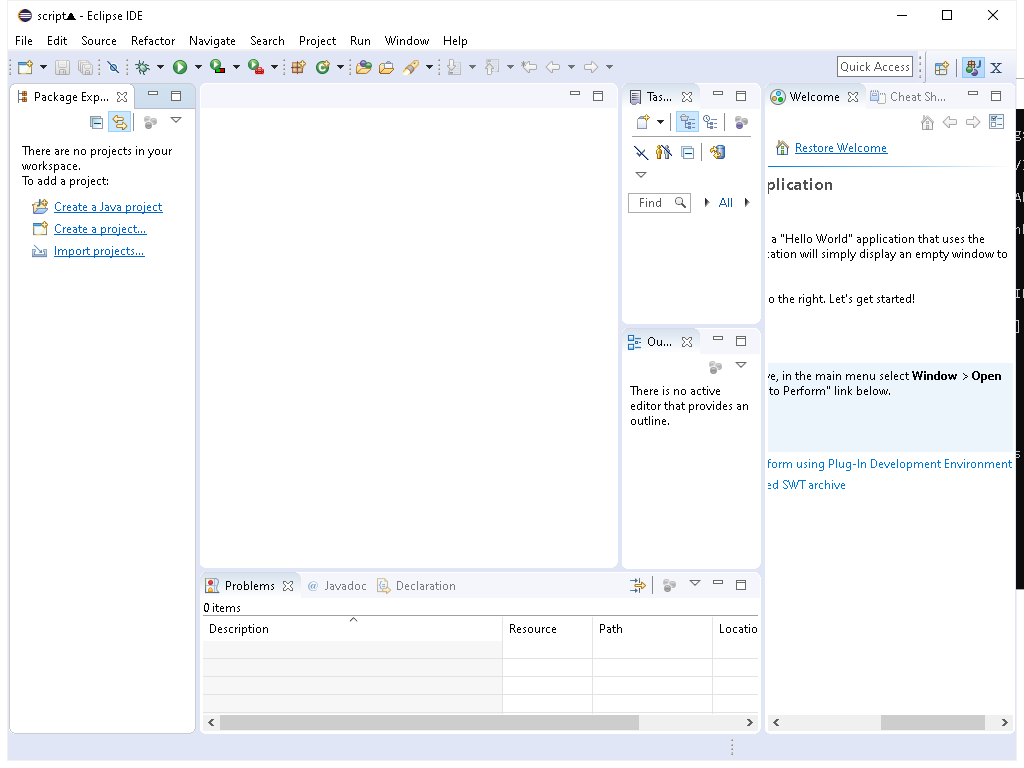 script▲ - Eclipse IDE
File Edit Source Refactor Navigate Search Project Run Window Help
Quick Access
Package Exp...
There are no projects in your
workspace.
To add a project:
Create a Java project
Create a project...
Import projects...
Tas...
Find
All
Ou...
There is no active
editor that provides an
outline.
Welcome
Cheat Sh...
Restore Welcome
plication
a "Hello World" application that uses the
cation will simply display an empty window to
o the right. Let's get started!
ve, in the main menu select Window > Open
to Perform" link below.
form using Plug-In Development Environment
ed SWT archive
Problems @ Javadoc Declaration
0 items
Description Resource Path Locatio